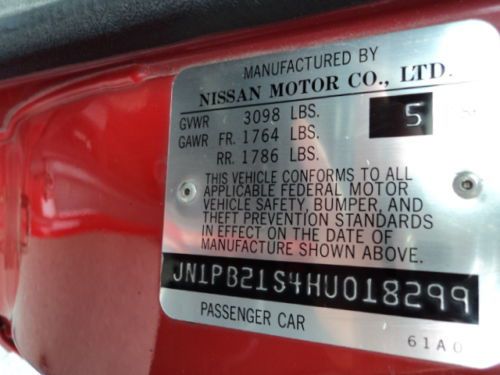 MANUFACTURED BY
NISSAN MOTOR CO., LTD.
GVWR 3098 LBS. 5
GAWR FR. 1764 LBS.
RR. 1786 LBS.
THIS VEHICLE CONFORMS TO ALL
APPLICABLE FEDERAL MOTOR
VEHICLE SAFETY, BUMPER, AND
THEFT PREVENTION STANDARDS
IN EFFECT ON THE DATE OF
MANUFACTURE SHOWN ABOVE.
JN1PB21S4HU018299
PASSENGER CAR
61A0